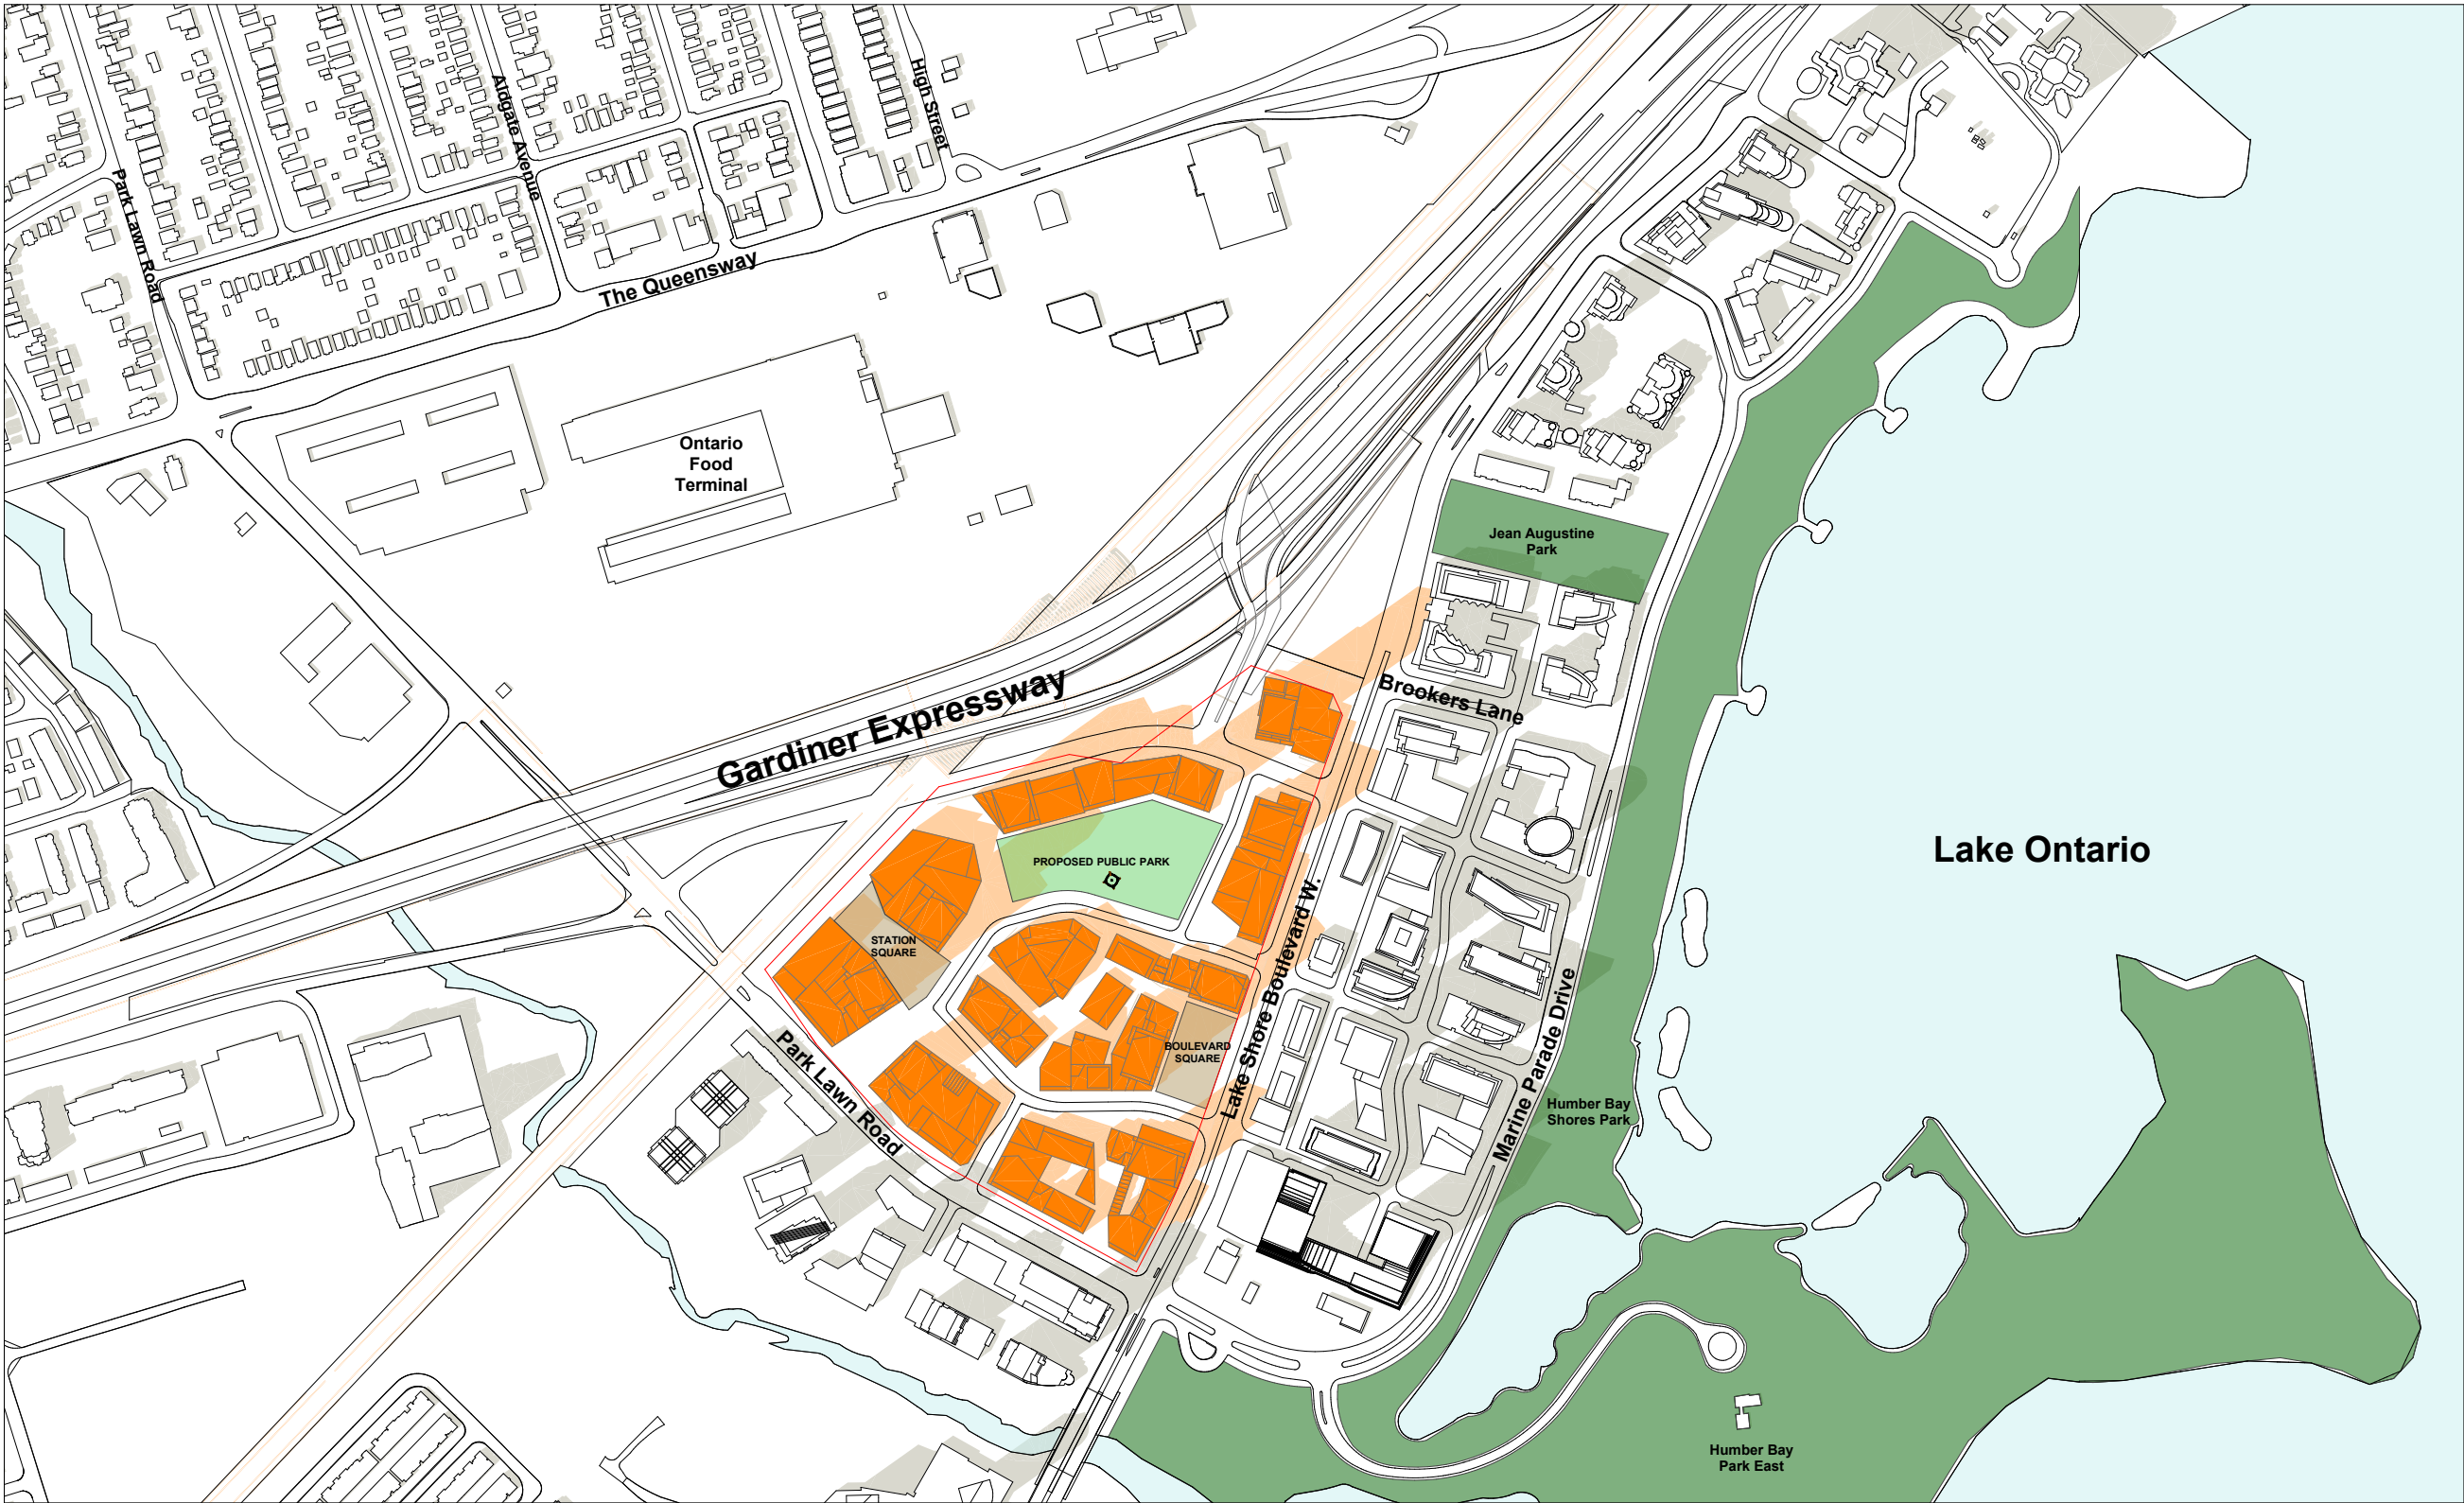 High Street
Aldgate Avenue
Park Lawn Road
The Queensway
Ontario
Food
Terminal
Jean Augustine
Park
Gardiner Expressway
Brookers Lane
Lake Ontario
PROPOSED PUBLIC PARK
STATION
SQUARE
BOULEVARD
SQUARE
Lake Shore Boulevard W.
Marine Parade Drive
Park Lawn Road
Humber Bay
Shores Park
Humber Bay
Park East